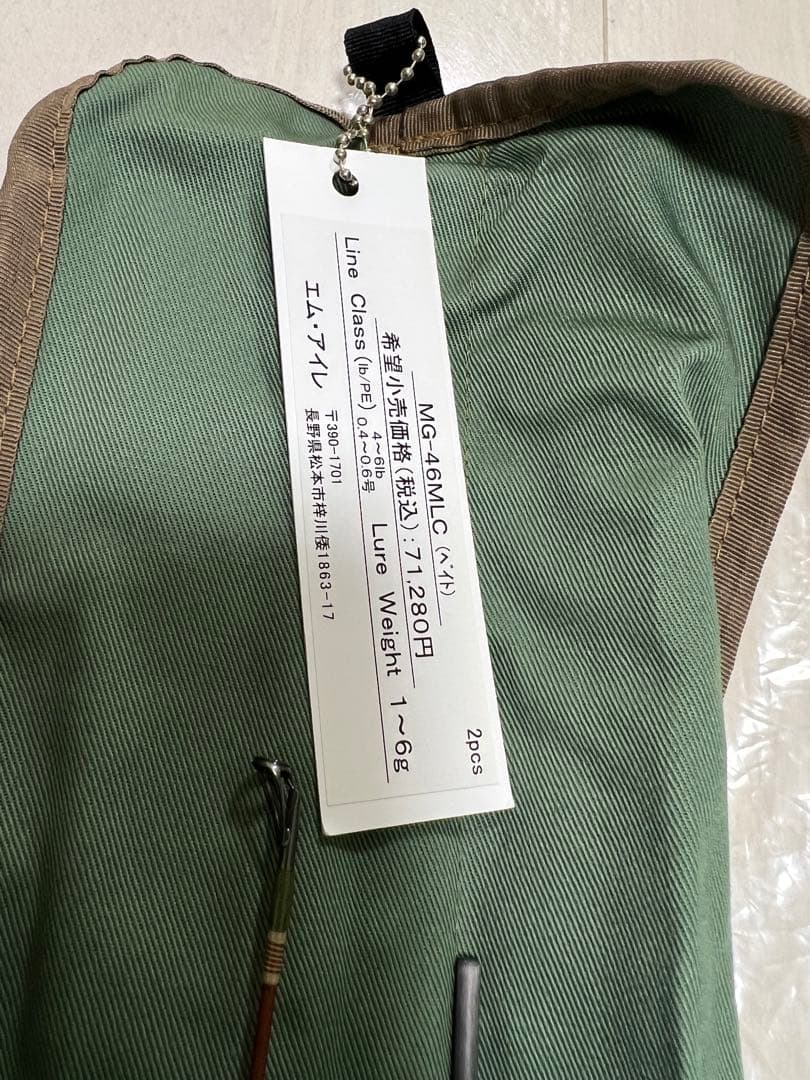 MG-46MLC (ﾍﾞｲﾄ) 2pcs
希望小売価格(税込):71,280円
Line Class(lb/PE) 4～6lb 0.4～0.6号 Lure Weight 1～6g
エム・アイレ
〒390-1701
長野県松本市梓川倭1863-17